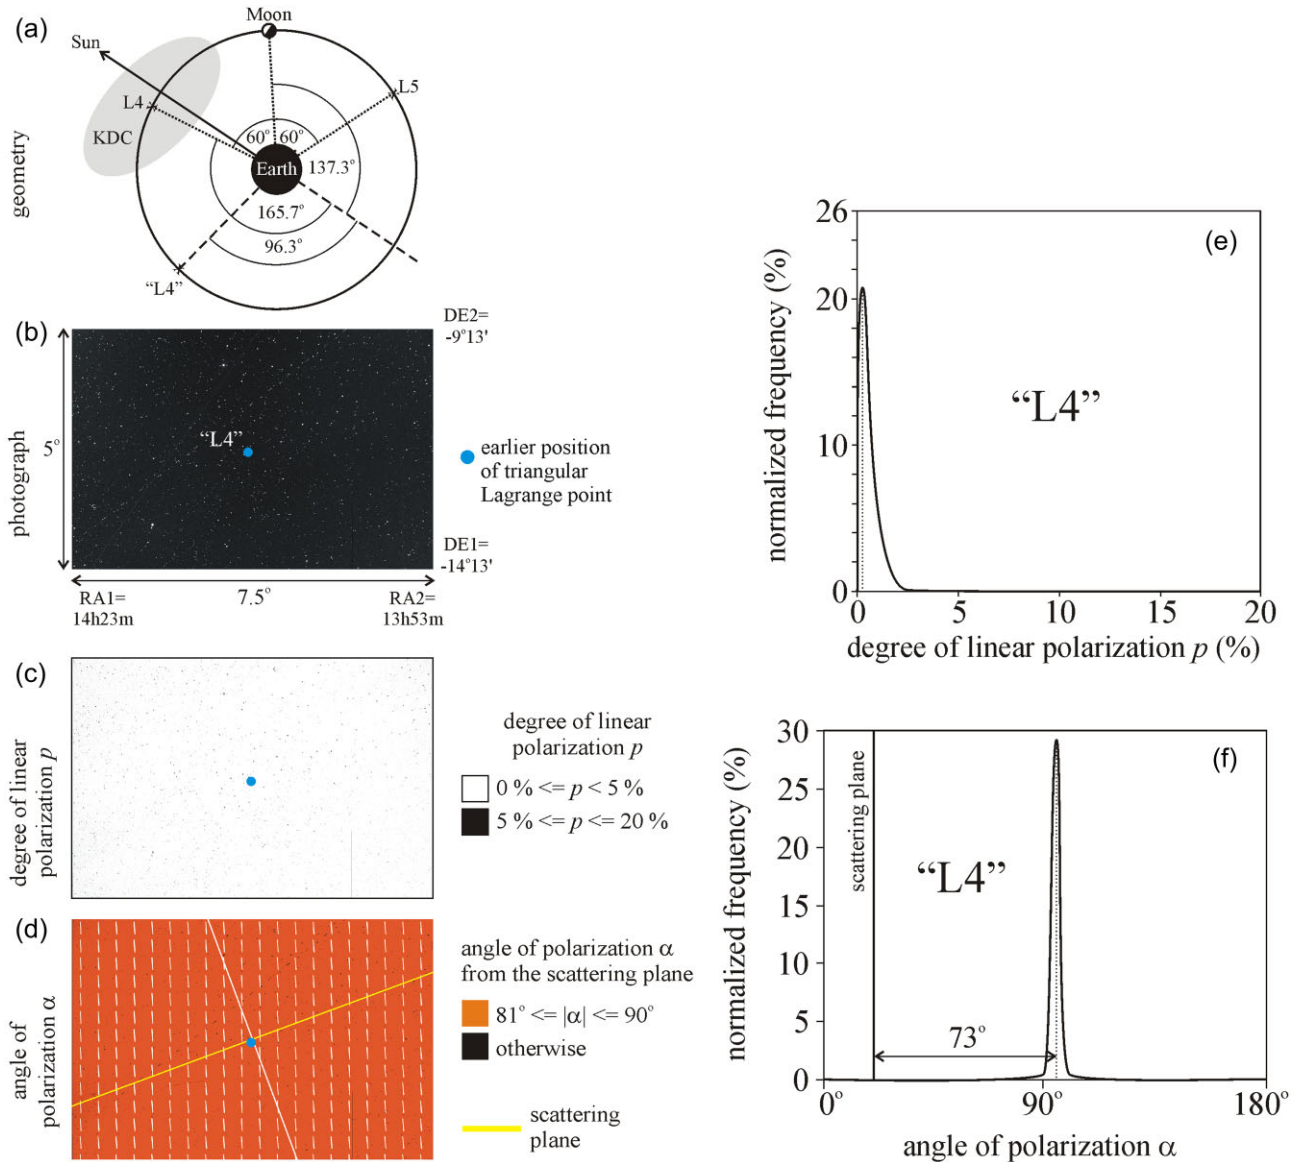 (a)
Moon
Sun
L4
L5
KDC
60° 60°
Earth
137.3°
165.7°
96.3°
"L4"
geometry
(b)
DE2=
-9°13'
"L4"
5°
photograph
earlier position
of triangular
Lagrange point
DE1=
-14°13'
RA1=
14h23m
7.5°
RA2=
13h53m
(c)
degree of linear
polarization p
degree of linear
polarization p
0 % <= p < 5 %
5 % <= p <= 20 %
(d)
angle of
polarization α
angle of polarization α
from the scattering plane
81° <= |α| <= 90°
otherwise
scattering
plane
(e)
normalized frequency (%)
26
20
10
0
"L4"
0 5 10 15 20
degree of linear polarization p (%)
(f)
normalized frequency (%)
30
25
20
15
10
5
0
scattering plane
"L4"
73°
0° 90° 180°
angle of polarization α